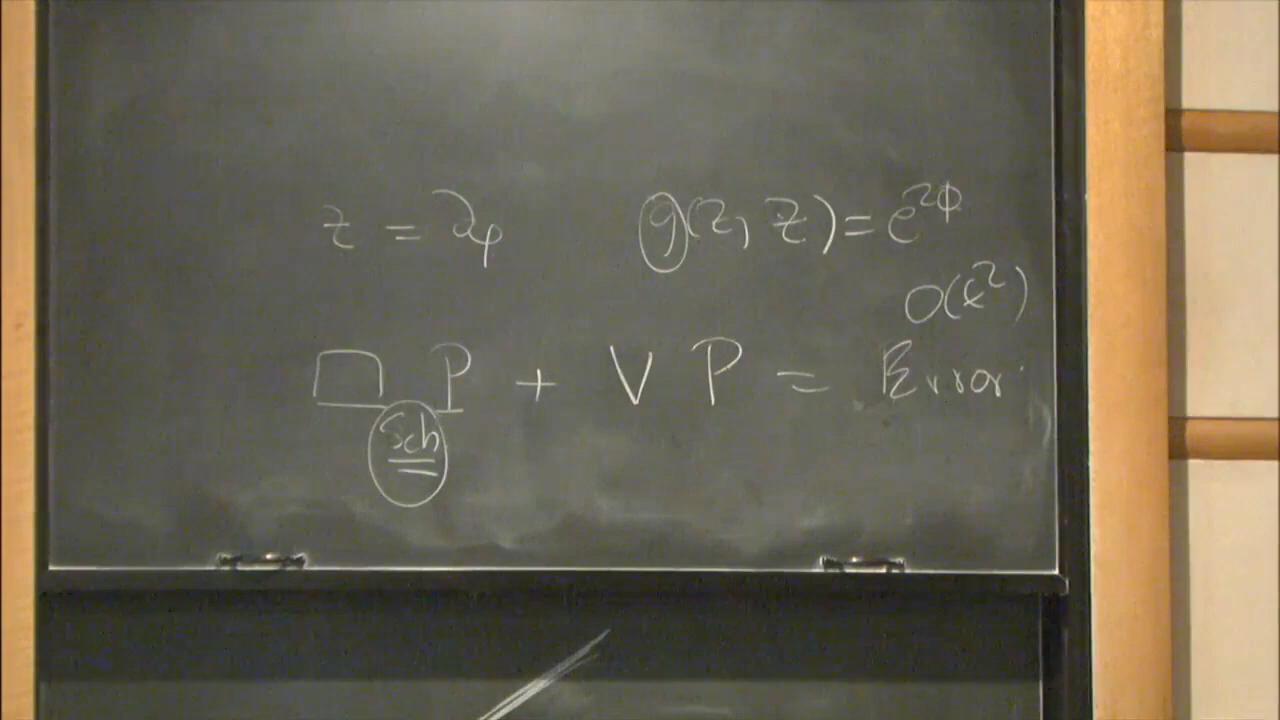 z = ∂φ g(z, z) = e^{2Φ}
O(ε²)
□ P + V P = Error
Sch